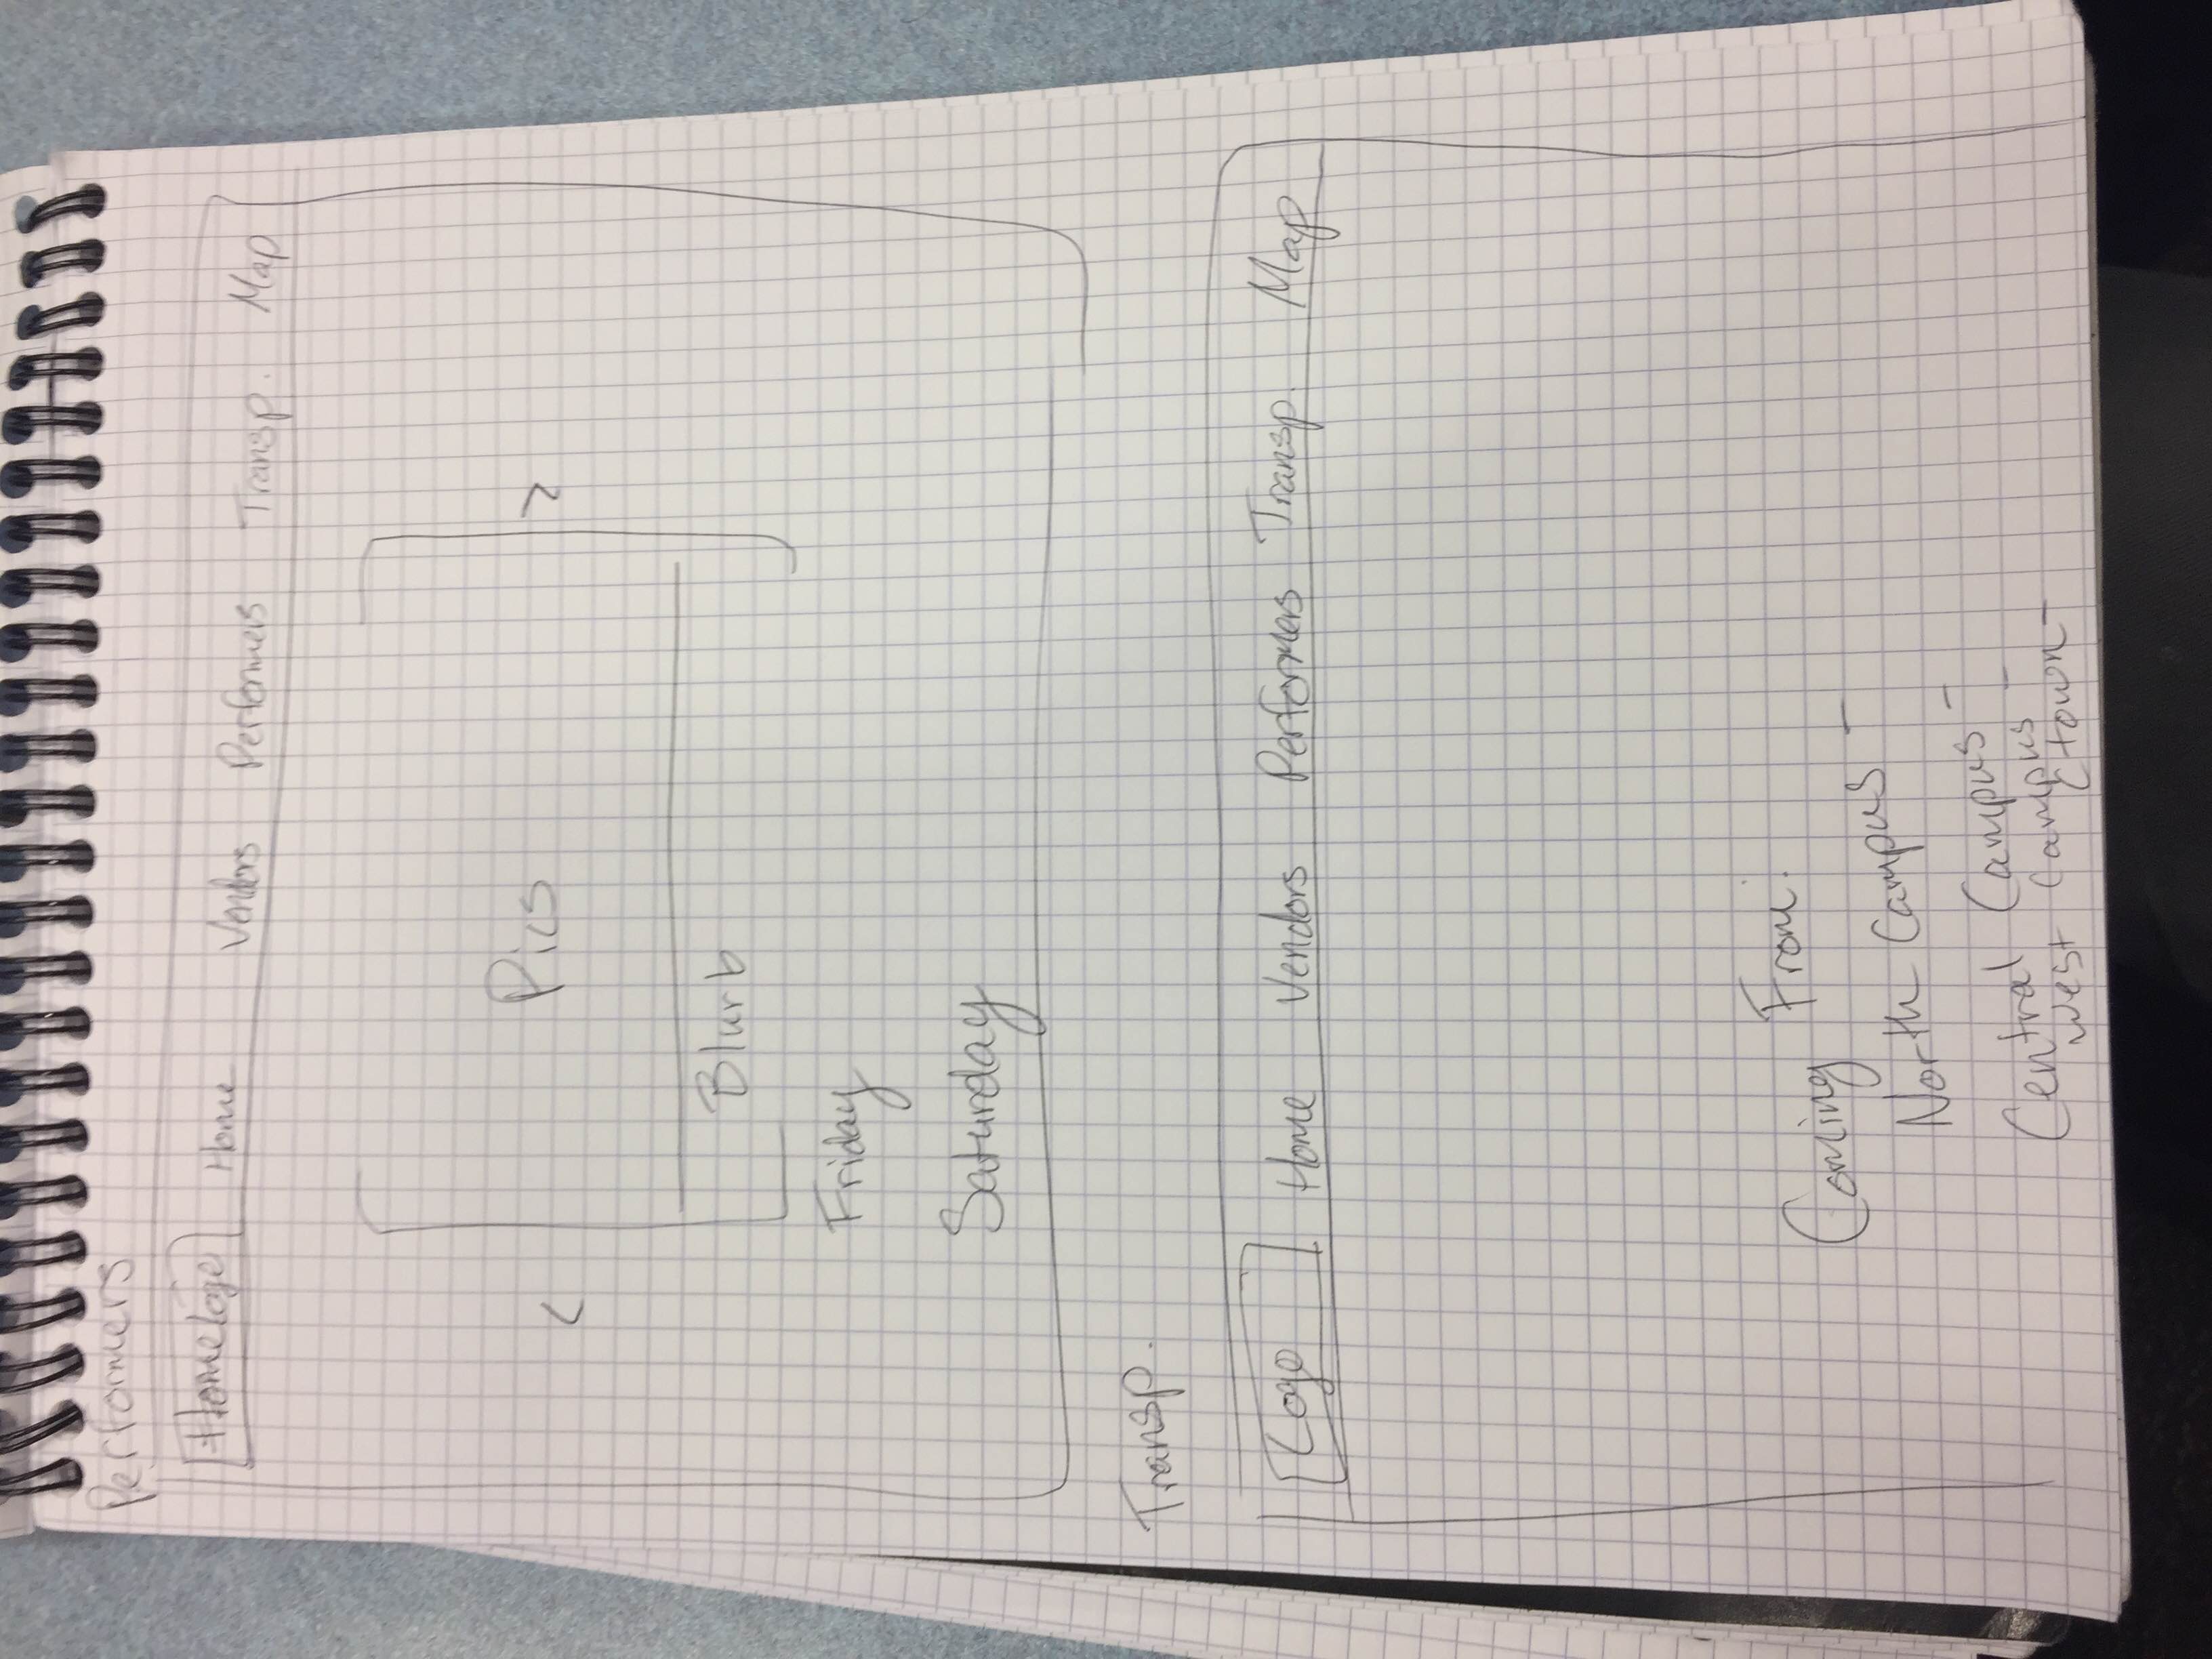 Performers
Logo Home Vendors Performers Transp. Map
< Pics >
Blurb
Friday
Saturday
Transp.
Logo Home Vendors Performers Transp. Map
Coming From:
North Campus -
Central Campus -
West Campus -
Ctown -